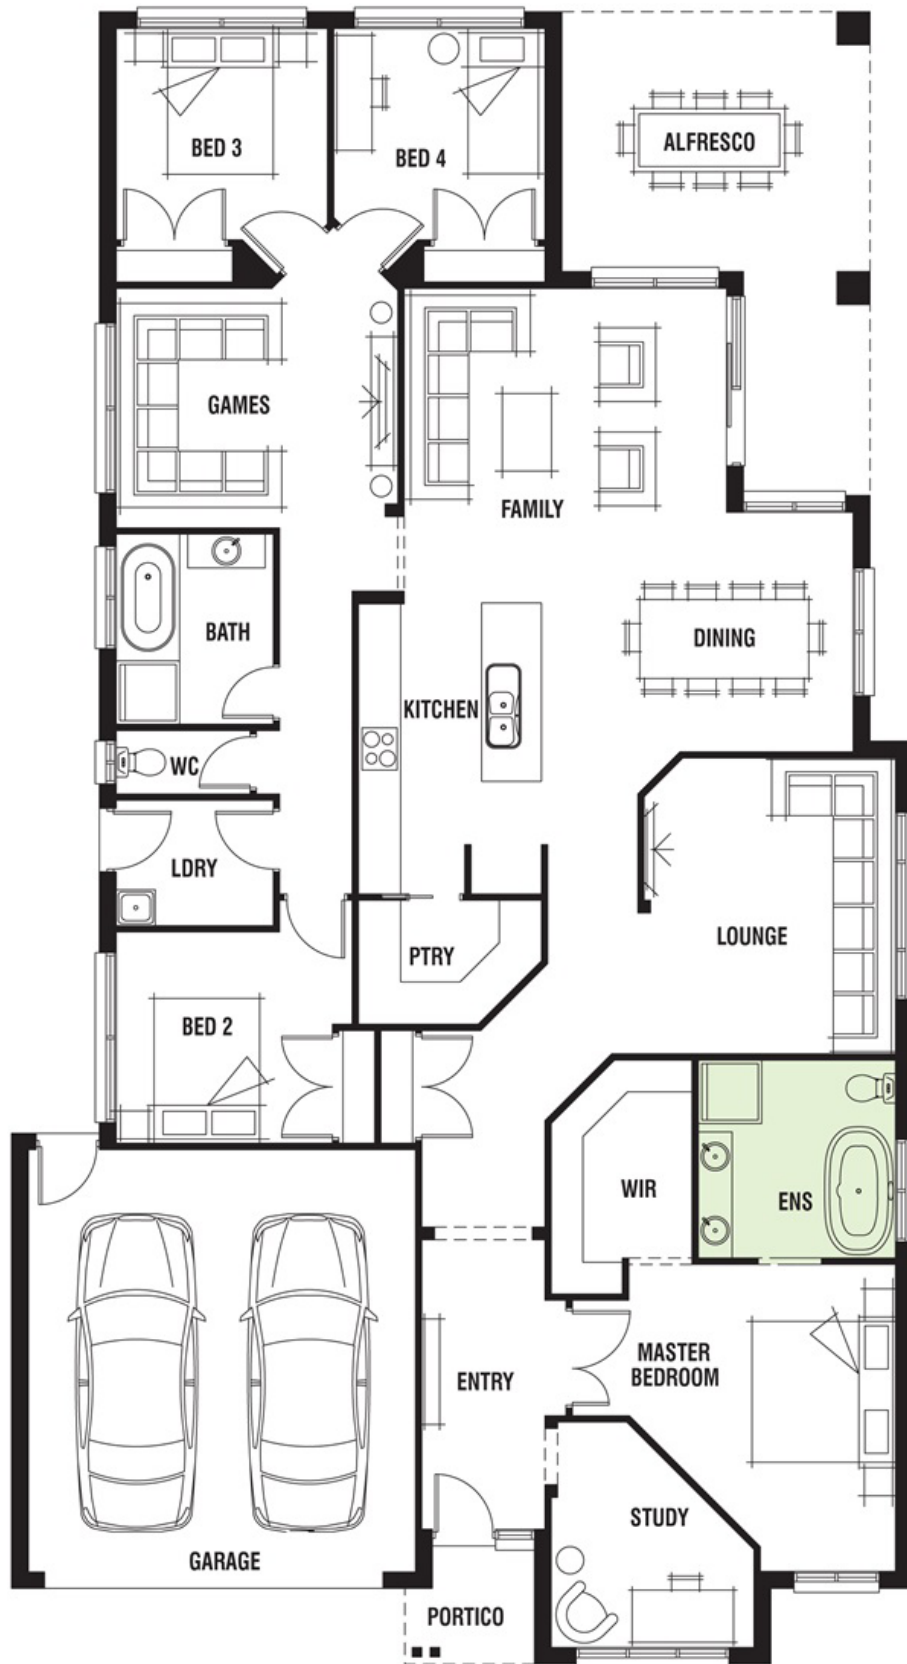 BED 3
BED 4
ALFRESCO
GAMES
FAMILY
BATH
DINING
KITCHEN
WC
LDRY
LOUNGE
PTRY
BED 2
WIR
ENS
MASTER
BEDROOM
ENTRY
STUDY
GARAGE
PORTICO